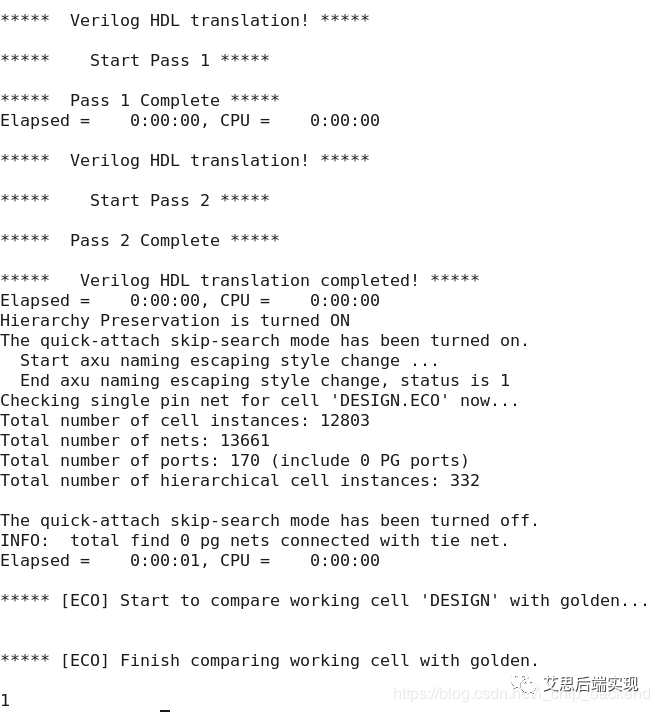 *****  Verilog HDL translation! *****
*****    Start Pass 1 *****
*****  Pass 1 Complete *****
Elapsed =    0:00:00, CPU =    0:00:00
*****  Verilog HDL translation! *****
*****    Start Pass 2 *****
*****  Pass 2 Complete *****
*****   Verilog HDL translation completed! *****
Elapsed =    0:00:00, CPU =    0:00:00
Hierarchy Preservation is turned ON
The quick-attach skip-search mode has been turned on.
  Start axu naming escaping style change ...
  End axu naming escaping style change, status is 1
Checking single pin net for cell 'DESIGN.ECO' now...
Total number of cell instances: 12803
Total number of nets: 13661
Total number of ports: 170 (include 0 PG ports)
Total number of hierarchical cell instances: 332
The quick-attach skip-search mode has been turned off.
INFO:  total find 0 pg nets connected with tie net.
Elapsed =    0:00:01, CPU =    0:00:00
***** [ECO] Start to compare working cell 'DESIGN' with golden...
***** [ECO] Finish comparing working cell with golden.
艾思后端实现
https://blog.csdn.net/i_chip_backend
1